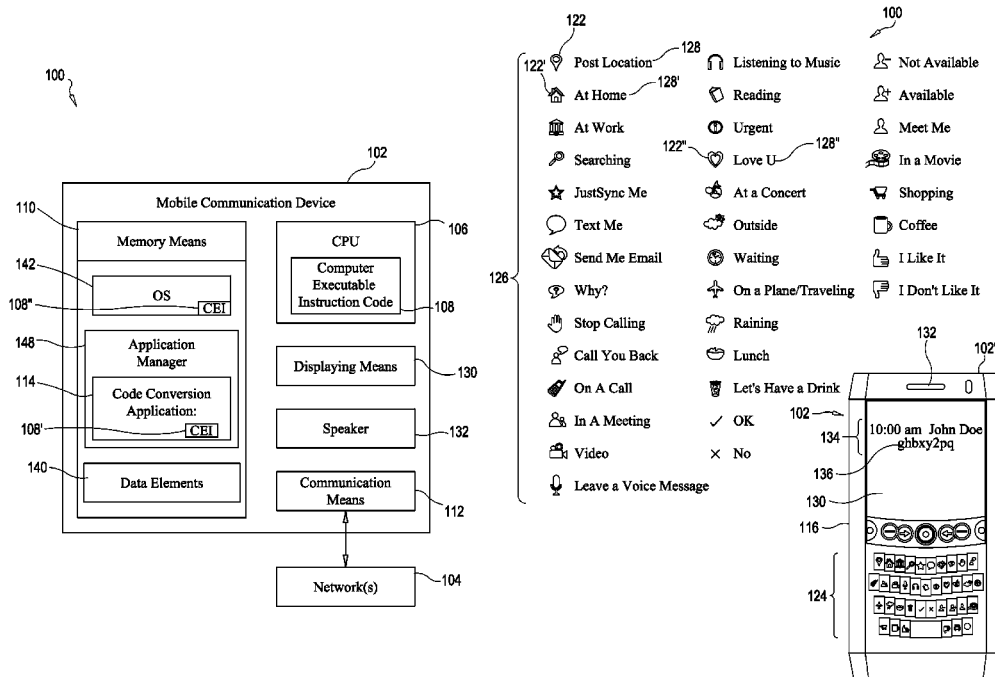 100
102
Mobile Communication Device
110
Memory Means
142
OS
108"
CEI
148
Application
Manager
114
Code Conversion
Application:
108'
CEI
140
Data Elements
CPU
106
Computer
Executable
Instruction Code
108
Displaying Means
130
Speaker
132
Communication
Means
112
Network(s)
104
100
122
Post Location
128
122'
At Home
128'
At Work
Searching
JustSync Me
Text Me
Send Me Email
126
Why?
Stop Calling
Call You Back
On A Call
In A Meeting
Video
Leave a Voice Message
Listening to Music
Reading
Urgent
122"
Love U
128"
At a Concert
Outside
Waiting
On a Plane/Traveling
Raining
Lunch
Let's Have a Drink
OK
No
Not Available
Available
Meet Me
In a Movie
Shopping
Coffee
I Like It
I Don't Like It
132
102'
102
134
10:00 am John Doe
ghbxy2pq
136
130
116
124